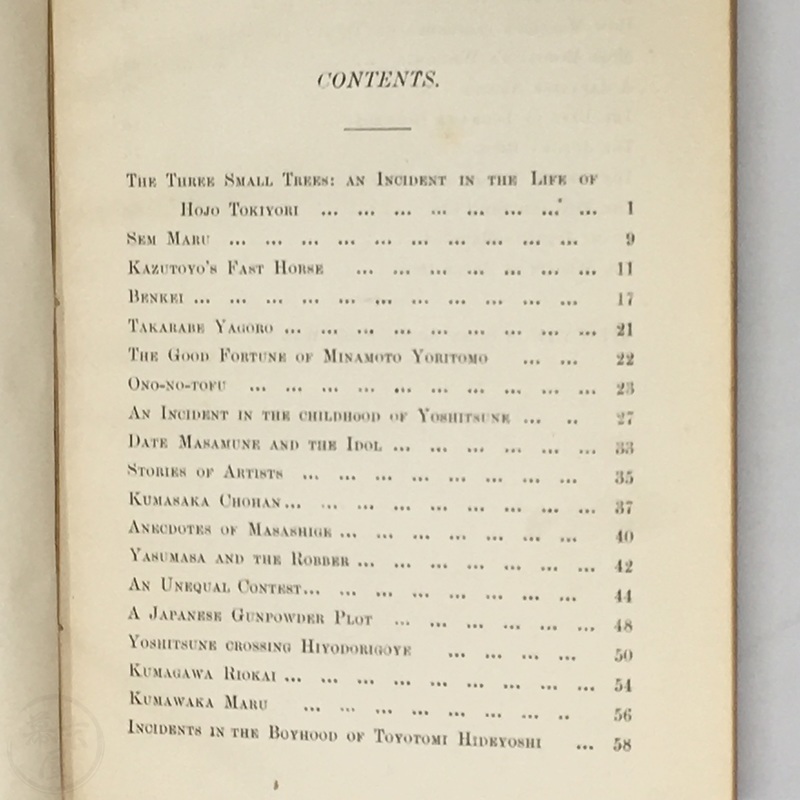 CONTENTS.
THE THREE SMALL TREES: AN INCIDENT IN THE LIFE OF
HOJO TOKIYORI ... ... ... ... ... ... ... ... 1
SEM MARU ... ... ... ... ... ... ... ... ... ... 9
KAZUTOYO'S FAST HORSE ... ... ... ... ... ... ... 11
BENKEI ... ... ... ... ... ... ... ... ... ... ... 17
TAKARABE YAGORO ... ... ... ... ... ... ... ... ... 21
THE GOOD FORTUNE OF MINAMOTO YORITOMO ... ... 22
ONO-NO-TOFU ... ... ... ... ... ... ... ... ... ... 23
AN INCIDENT IN THE CHILDHOOD OF YOSHITSUNE ... .. 27
DATE MASAMUNE AND THE IDOL ... ... ... ... ... ... 33
STORIES OF ARTISTS ... ... ... ... ... ... ... ... 35
KUMASAKA CHOHAN ... ... ... ... ... ... ... ... ... 37
ANECDOTES OF MASASHIGE ... ... ... ... ... ... ... 40
YASUMASA AND THE ROBBER ... ... ... ... ... ... ... 42
AN UNEQUAL CONTEST ... ... ... ... ... ... ... ... 44
A JAPANESE GUNPOWDER PLOT ... ... ... ... ... ... 48
YOSHITSUNE CROSSING HIYODORIGOYE ... ... ... ... 50
KUMAGAWA RIOKAI ... ... ... ... ... ... ... ... ... 54
KUMAWAKA MARU ... ... ... ... ... ... ... .. 56
INCIDENTS IN THE BOYHOOD OF TOYOTOMI HIDEYOSHI ... 58